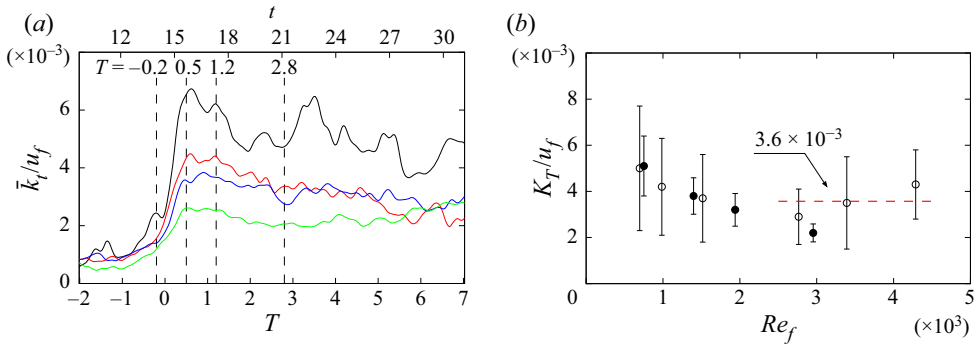 (a)
t
(×10⁻³)
12 14 16 18 21 24 27 30
T = −0.2 0.5 1.2 2.8
6
4
2
0
k̄ₜ/u_f
−2 −1 0 1 2 3 4 5 6 7
T
(b)
(×10⁻³)
8
6
4
2
0
K_T/u_f
3.6 × 10⁻³
1 2 3 4 5
Re_f
(×10³)